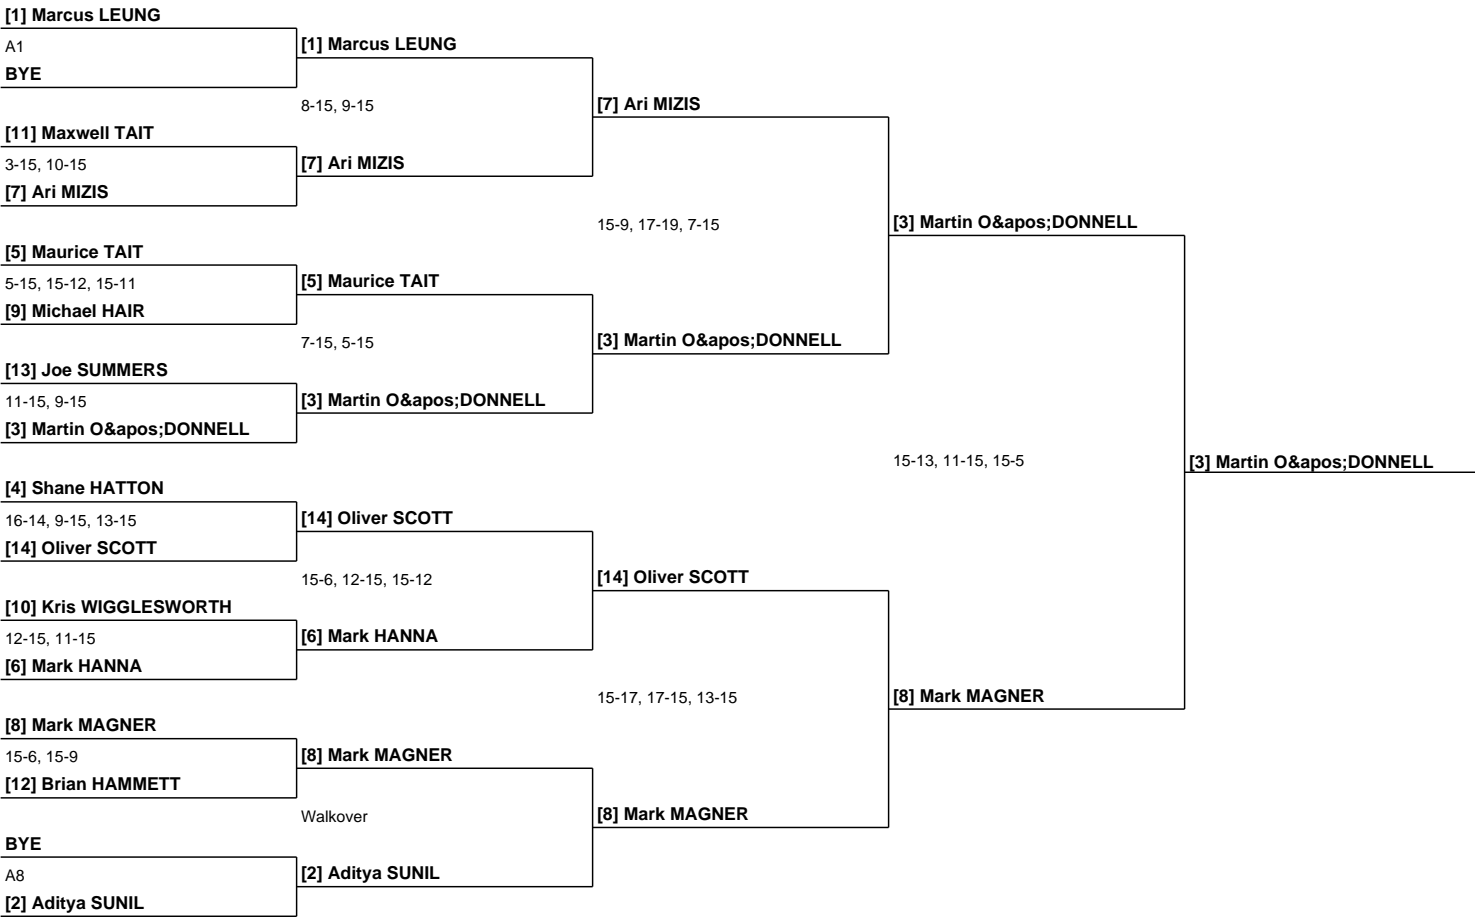 [1] Marcus LEUNG
A1
BYE
[11] Maxwell TAIT
3-15, 10-15
[7] Ari MIZIS
[5] Maurice TAIT
5-15, 15-12, 15-11
[9] Michael HAIR
[13] Joe SUMMERS
11-15, 9-15
[3] Martin O&apos;DONNELL
[4] Shane HATTON
16-14, 9-15, 13-15
[14] Oliver SCOTT
[10] Kris WIGGLESWORTH
12-15, 11-15
[6] Mark HANNA
[8] Mark MAGNER
15-6, 15-9
[12] Brian HAMMETT
BYE
A8
[2] Aditya SUNIL
[1] Marcus LEUNG
8-15, 9-15
[7] Ari MIZIS
[5] Maurice TAIT
7-15, 5-15
[3] Martin O&apos;DONNELL
[14] Oliver SCOTT
15-6, 12-15, 15-12
[6] Mark HANNA
[8] Mark MAGNER
Walkover
[2] Aditya SUNIL
[7] Ari MIZIS
15-9, 17-19, 7-15
[3] Martin O&apos;DONNELL
[14] Oliver SCOTT
15-17, 17-15, 13-15
[8] Mark MAGNER
[3] Martin O&apos;DONNELL
15-13, 11-15, 15-5
[8] Mark MAGNER
[3] Martin O&apos;DONNELL